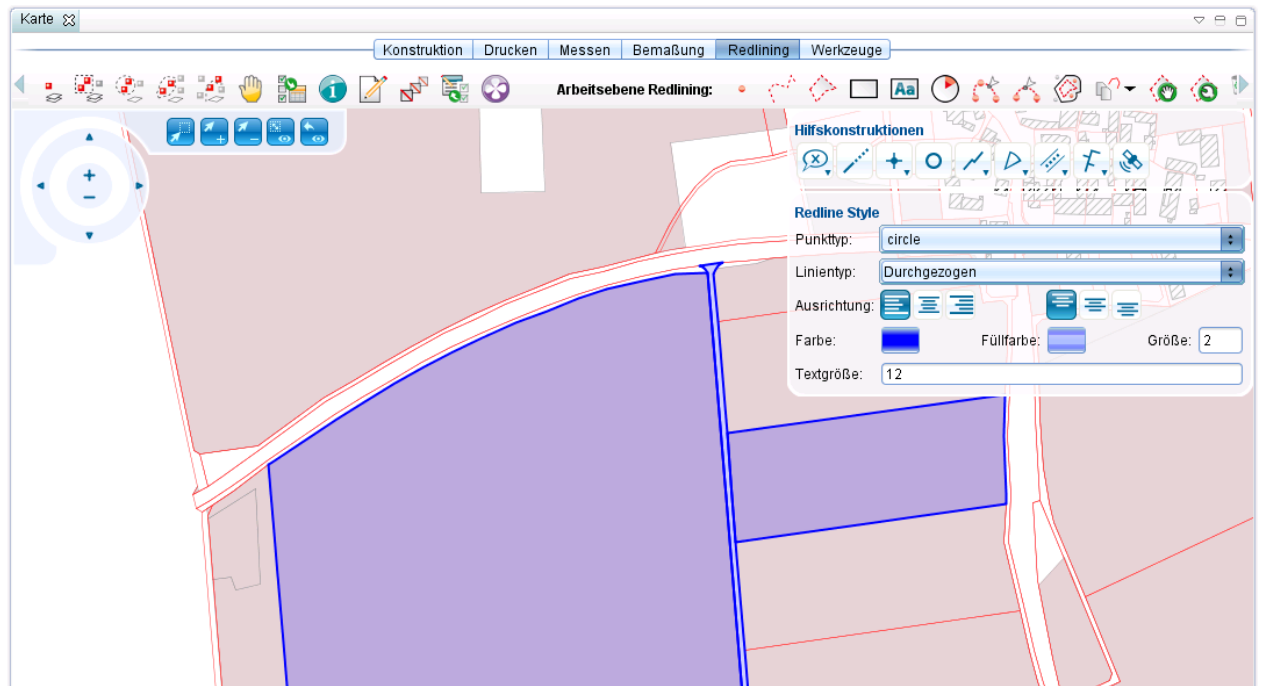 Karte
Konstruktion Drucken Messen Bemaßung Redlining Werkzeuge
Arbeitsebene Redlining: Aa
Hilfskonstruktionen
Redline Style
Punkttyp: circle
Linientyp: Durchgezogen
Ausrichtung:
Farbe: Füllfarbe: Größe: 2
Textgröße: 12